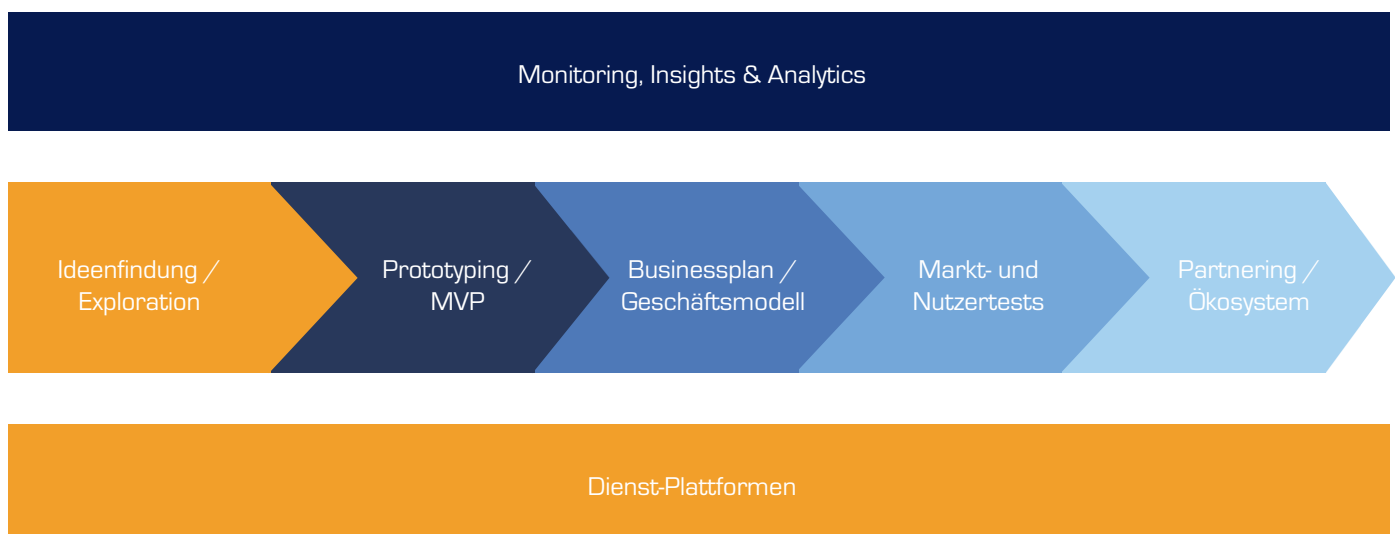 Monitoring, Insights & Analytics
Ideenfindung /
Exploration
Prototyping /
MVP
Businessplan /
Geschäftsmodell
Markt- und
Nutzertests
Partnering /
Ökosystem
Dienst-Plattformen